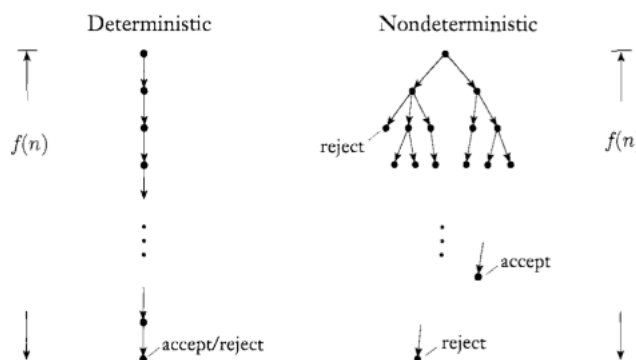 Deterministic
Nondeterministic
f(n)
reject
f(n
accept
accept/reject
reject